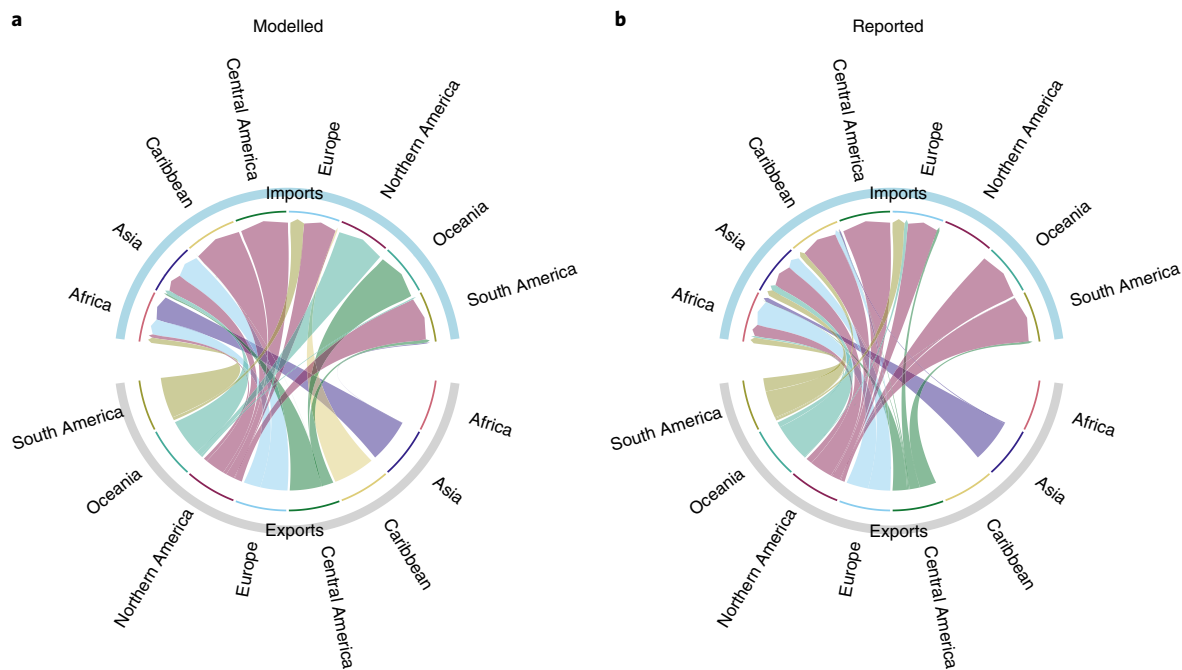 a
Modelled
Africa
Asia
Caribbean
Central America
Europe
Northern America
Oceania
South America
Imports
South America
Oceania
Northern America
Europe
Central America
Caribbean
Asia
Africa
Exports
b
Reported
Africa
Asia
Caribbean
Central America
Europe
Northern America
Oceania
South America
Imports
South America
Oceania
Northern America
Europe
Central America
Caribbean
Asia
Africa
Exports